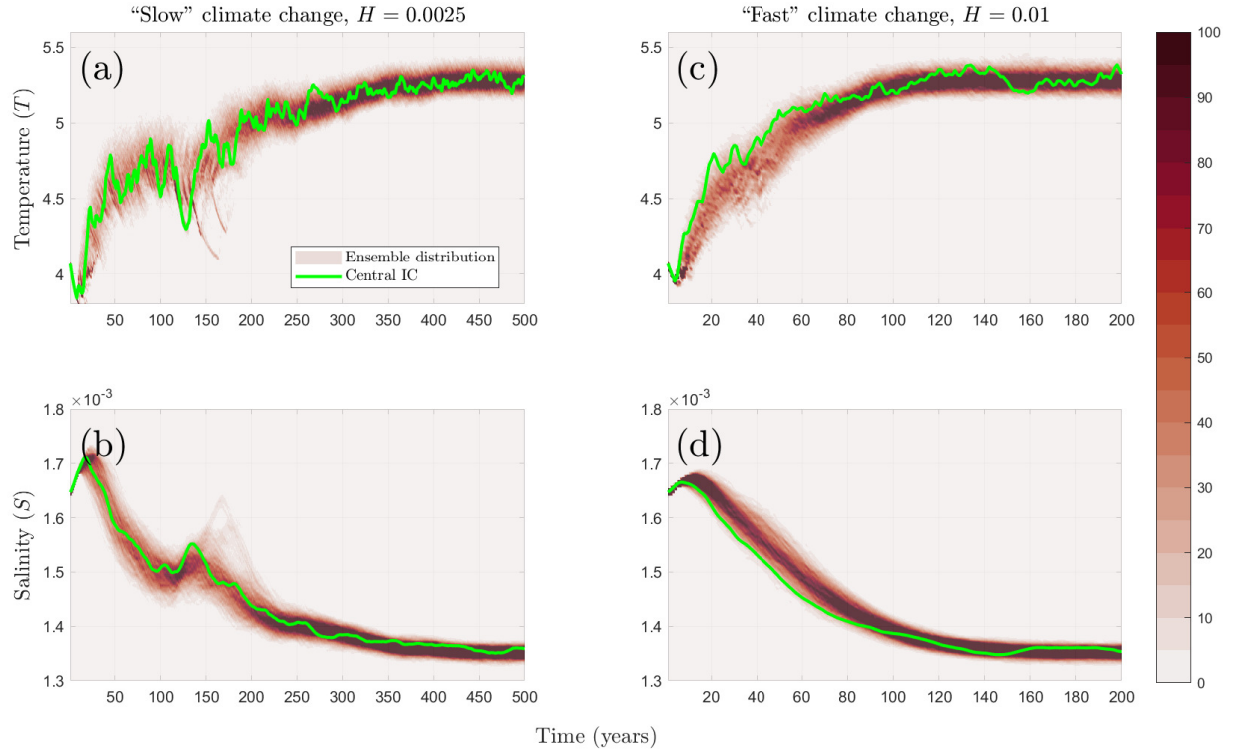 “Slow” climate change, H = 0.0025
“Fast” climate change, H = 0.01
(a)
Temperature (T)
5.5
5
4.5
4
50 100 150 200 250 300 350 400 450 500
Ensemble distribution
Central IC
(c)
5.5
5
4.5
4
20 40 60 80 100 120 140 160 180 200
×10⁻³
(b)
Salinity (S)
1.8
1.7
1.6
1.5
1.4
1.3
50 100 150 200 250 300 350 400 450 500
×10⁻³
(d)
1.8
1.7
1.6
1.5
1.4
1.3
20 40 60 80 100 120 140 160 180 200
100
90
80
70
60
50
40
30
20
10
0
Time (years)